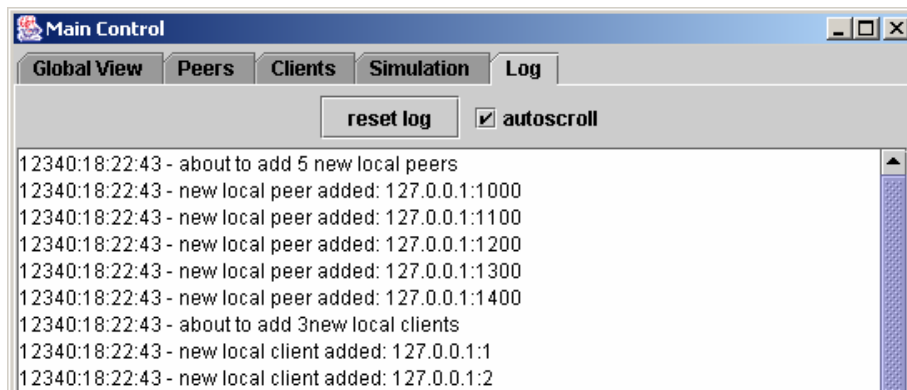 Main Control
Global View Peers Clients Simulation Log
reset log autoscroll
12340:18:22:43 - about to add 5 new local peers
12340:18:22:43 - new local peer added: 127.0.0.1:1000
12340:18:22:43 - new local peer added: 127.0.0.1:1100
12340:18:22:43 - new local peer added: 127.0.0.1:1200
12340:18:22:43 - new local peer added: 127.0.0.1:1300
12340:18:22:43 - new local peer added: 127.0.0.1:1400
12340:18:22:43 - about to add 3new local clients
12340:18:22:43 - new local client added: 127.0.0.1:1
12340:18:22:43 - new local client added: 127.0.0.1:2